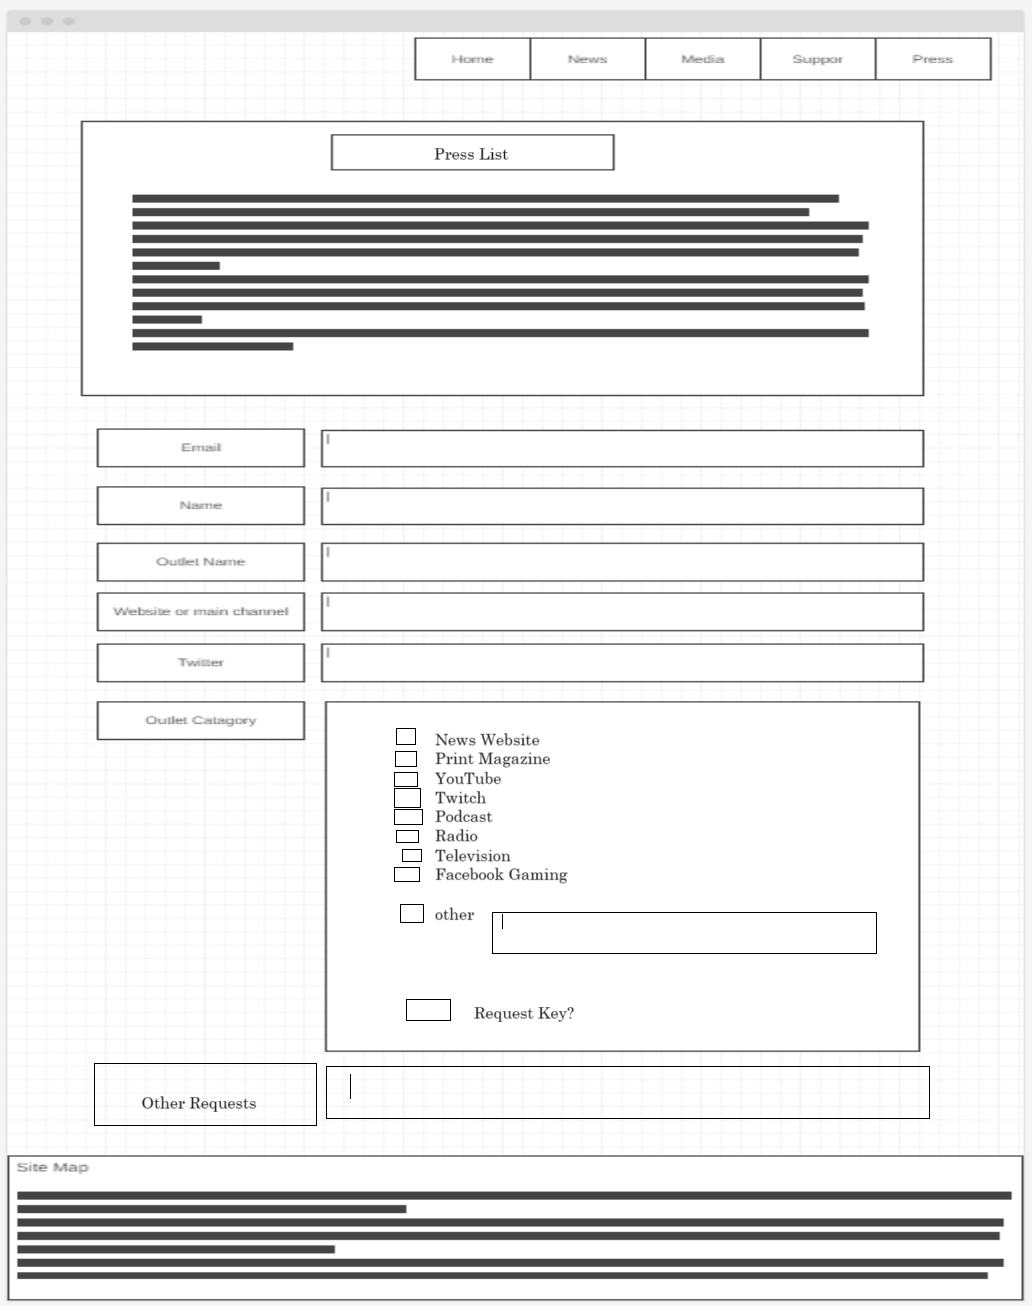 Home News Media Suppor Press
Press List
Email
Name
Outlet Name
Website or main channel
Twitter
Outlet Catagory
News Website
Print Magazine
YouTube
Twitch
Podcast
Radio
Television
Facebook Gaming
other
Request Key?
Other Requests
Site Map